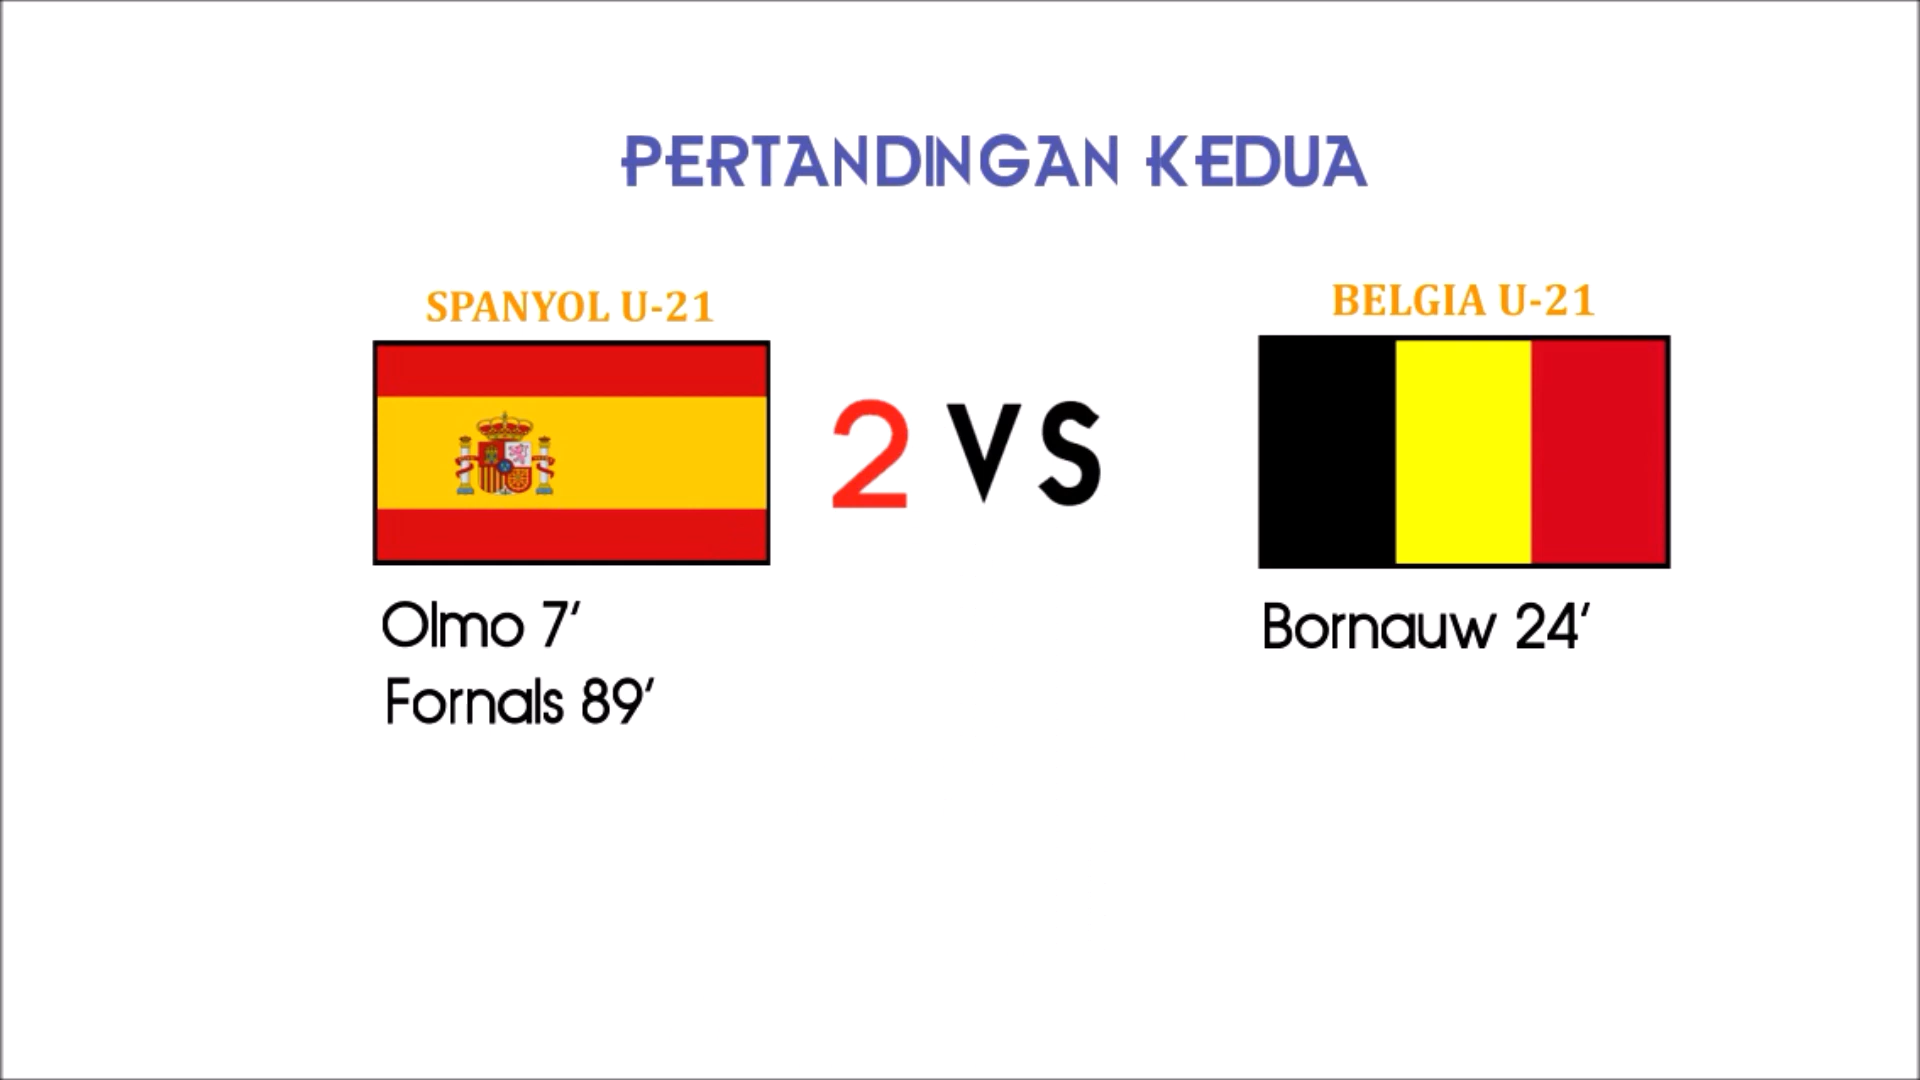 PERTANDINGAN KEDUA
SPANYOL U-21
BELGIA U-21
2 VS
Olmo 7'
Fornals 89'
Bornauw 24'